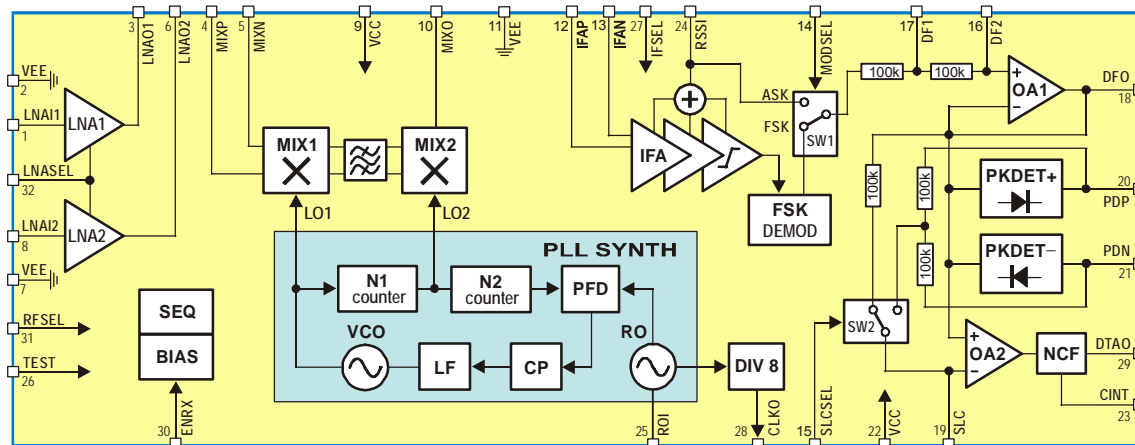 3 LNAO1
6 LNAO2
4 MIXP
5 MIXN
9 VCC
10 MIXO
11 VEE
12 IFAP
13 IFAN
27 IFSEL
24 RSSI
14 MODSEL
17 DF1
16 DF2
VEE
2
LNAI1
1
LNASEL
32
LNAI2
8
VEE
7
RFSEL
31
TEST
26
LNA1
LNA2
MIX1
MIX2
LO1
LO2
IFA
+
ASK
FSK
SW1
FSK
DEMOD
100k
100k
+
−
OA1
DFO
18
100k
100k
100k
PKDET+
20
PDP
PKDET−
PDN
21
PLL SYNTH
N1
counter
N2
counter
PFD
VCO
LF
CP
RO
DIV 8
SEQ
BIAS
SW2
+
−
OA2
NCF
DTAO
29
CINT
23
30 ENRX
25 ROI
28 CLKO
15 SLCSEL
22 VCC
19 SLC